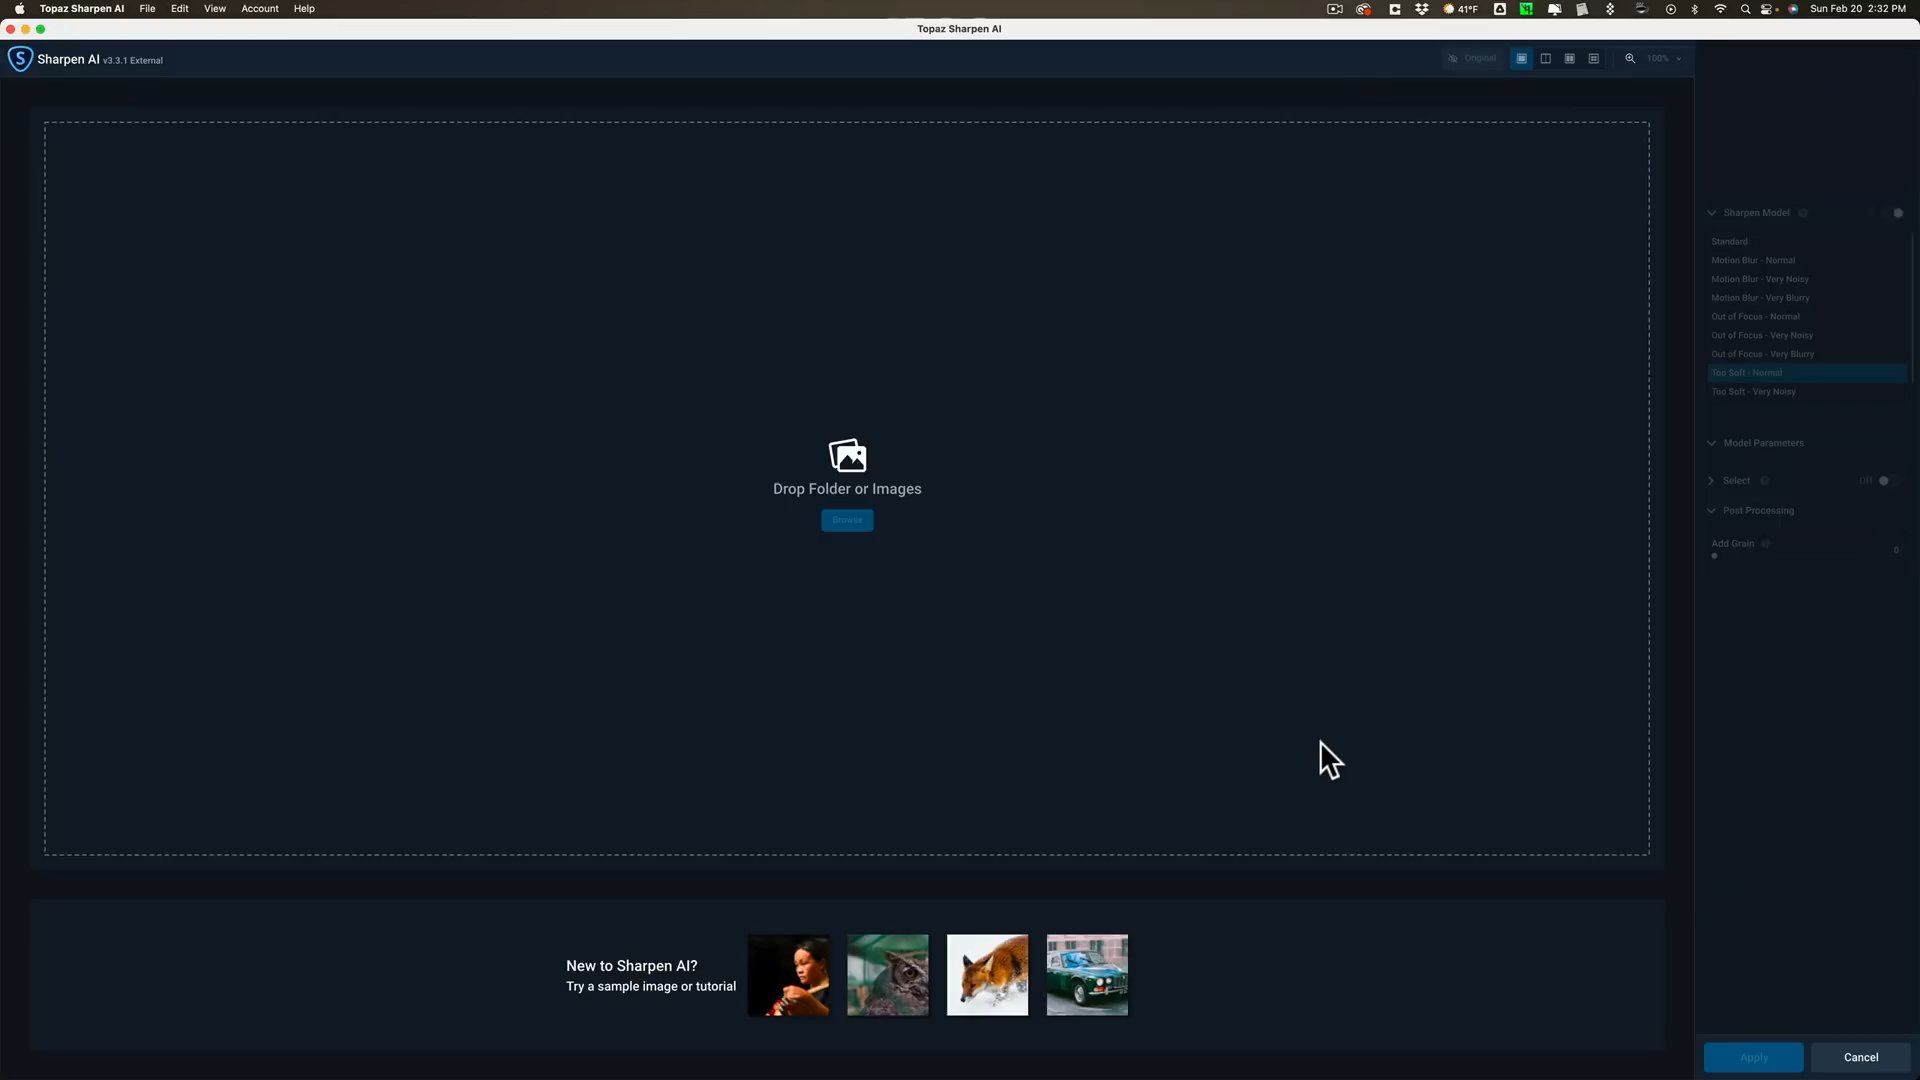 Topaz Sharpen AI File Edit View Account Help 41°F Sun Feb 20 2:32 PM
Topaz Sharpen AI
Sharpen AI v3.3.1 External Original 100%
Sharpen Model
Standard
Motion Blur - Normal
Motion Blur - Very Noisy
Motion Blur - Very Blurry
Out of Focus - Normal
Out of Focus - Very Noisy
Out of Focus - Very Blurry
Too Soft - Normal
Too Soft - Very Noisy
Model Parameters
Select Off
Post Processing
Add Grain 0
Drop Folder or Images
Browse
New to Sharpen AI?
Try a sample image or tutorial
Apply Cancel